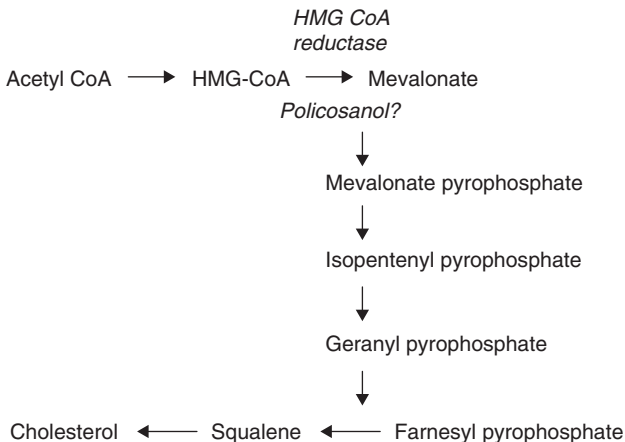 HMG CoA
reductase
Acetyl CoA HMG-CoA Mevalonate
Policosanol?
Mevalonate pyrophosphate
Isopentenyl pyrophosphate
Geranyl pyrophosphate
Cholesterol Squalene Farnesyl pyrophosphate